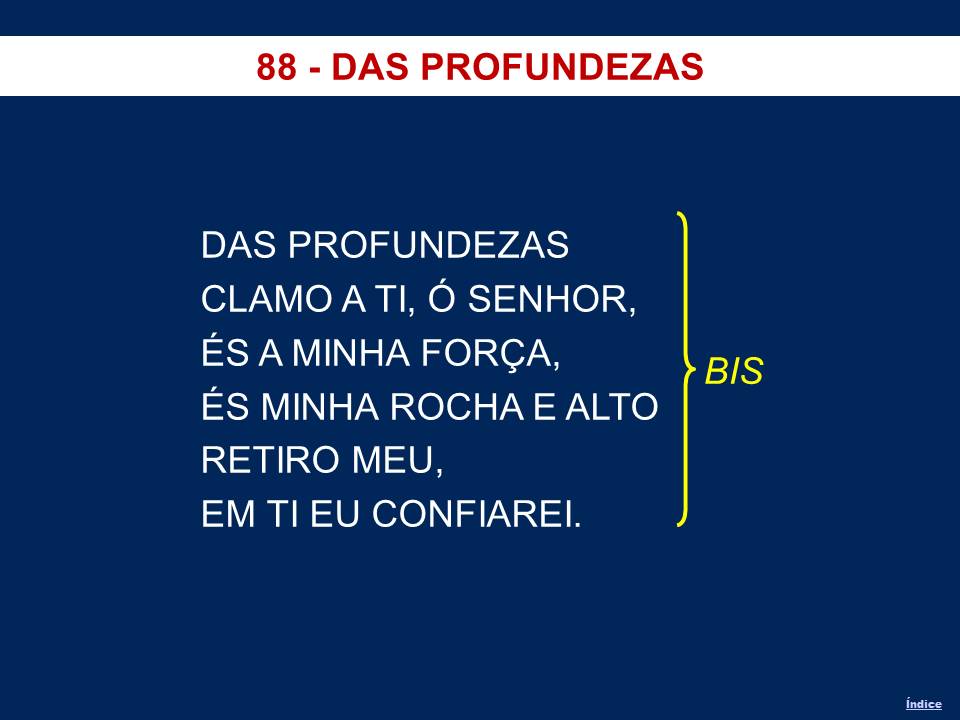 88 - DAS PROFUNDEZAS
DAS PROFUNDEZAS
CLAMO A TI, Ó SENHOR,
ÉS A MINHA FORÇA,
ÉS MINHA ROCHA E ALTO
RETIRO MEU,
EM TI EU CONFIAREI.
BIS
Índice